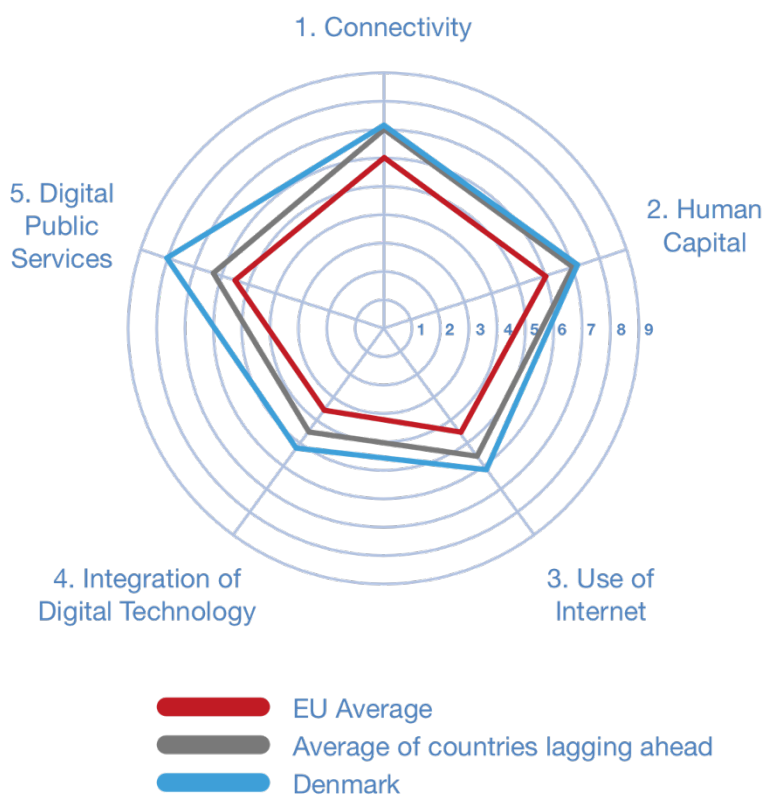 1. Connectivity
5. Digital
Public
Services
2. Human
Capital
1 2 3 4 5 6 7 8 9
4. Integration of
Digital Technology
3. Use of
Internet
EU Average
Average of countries lagging ahead
Denmark